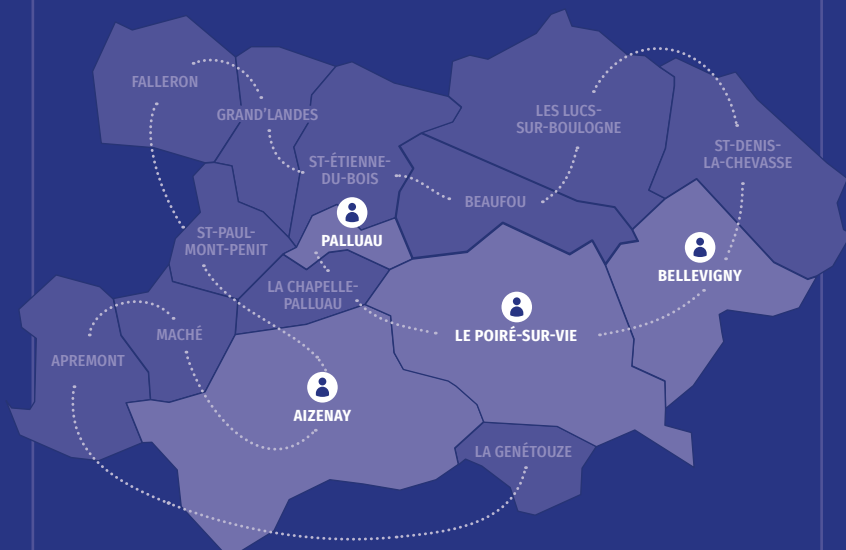 FALLERON
GRAND'LANDES
LES LUCS-
SUR-BOULOGNE
ST-DENIS-
LA-CHEVASSE
ST-ÉTIENNE-
DU-BOIS
BEAUFOU
ST-PAUL-
MONT-PENIT
PALLUAU
BELLEVIGNY
LA CHAPELLE-
PALLUAU
MACHÉ
LE POIRÉ-SUR-VIE
APREMONT
AIZENAY
LA GENÉTOUZE